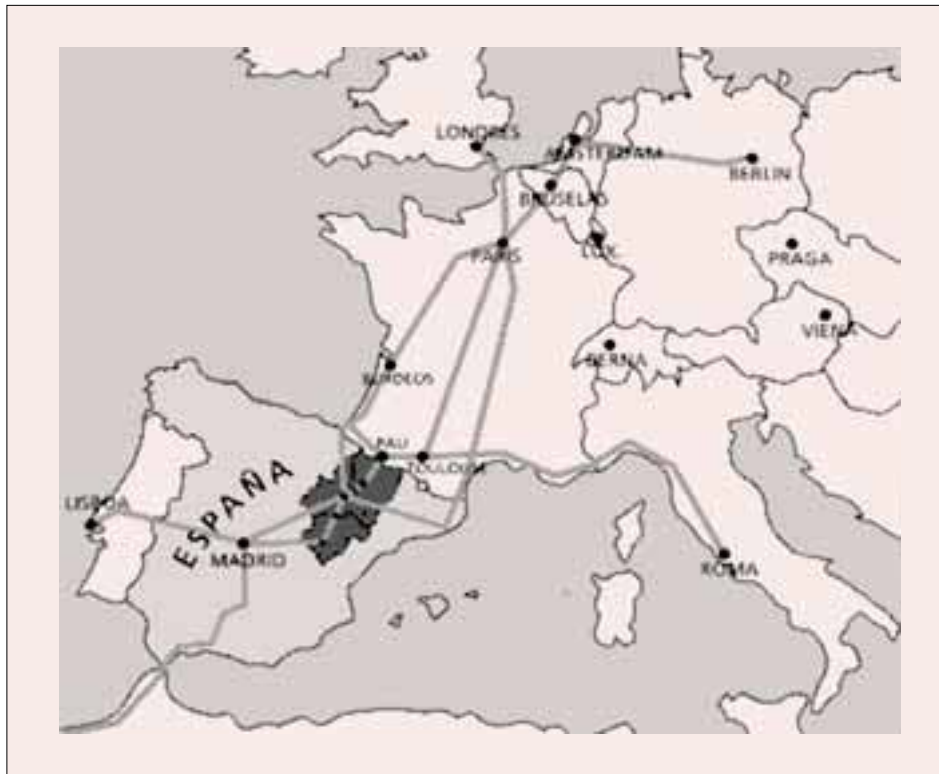 LONDRES
AMSTERDAM
BERLIN
BRUSELAS
LUX.
PARIS
PRAGA
VIENA
BERNA
BURDEOS
PAU
TOULOUSE
ESPAÑA
LISBOA
MADRID
ROMA